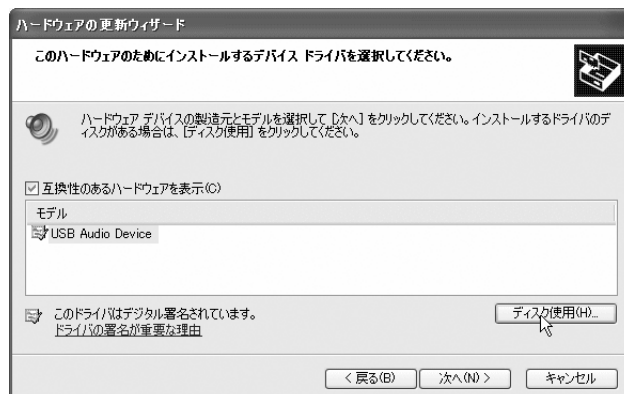 ハードウェアの更新ウィザード
このハードウェアのためにインストールするデバイス ドライバを選択してください。
ハードウェア デバイスの製造元とモデルを選択して [次へ] をクリックしてください。インストールするドライバのデ
ィスクがある場合は、[ディスク使用] をクリックしてください。
互換性のあるハードウェアを表示(C)
モデル
USB Audio Device
このドライバはデジタル署名されています。
ドライバの署名が重要な理由
ディスク使用(H)...
< 戻る(B)
次へ(N) >
キャンセル